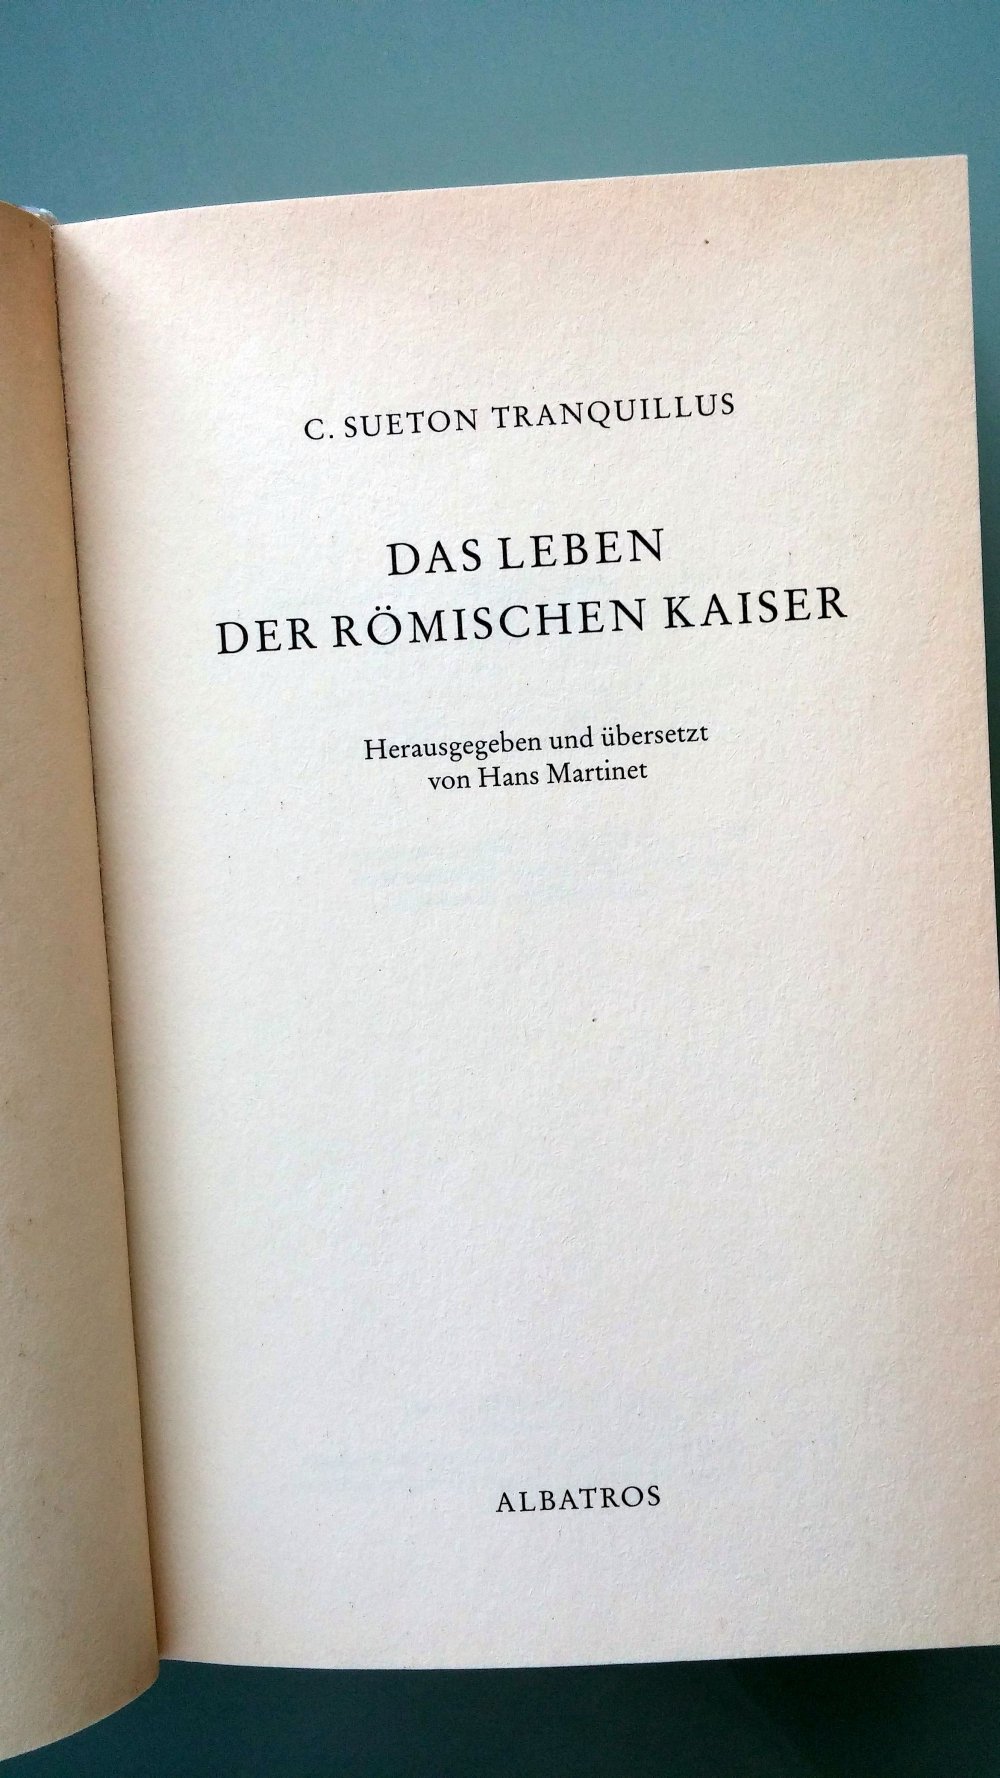 C. SUETON TRANQUILLUS
DAS LEBEN
DER RÖMISCHEN KAISER
Herausgegeben und übersetzt
von Hans Martinet
ALBATROS